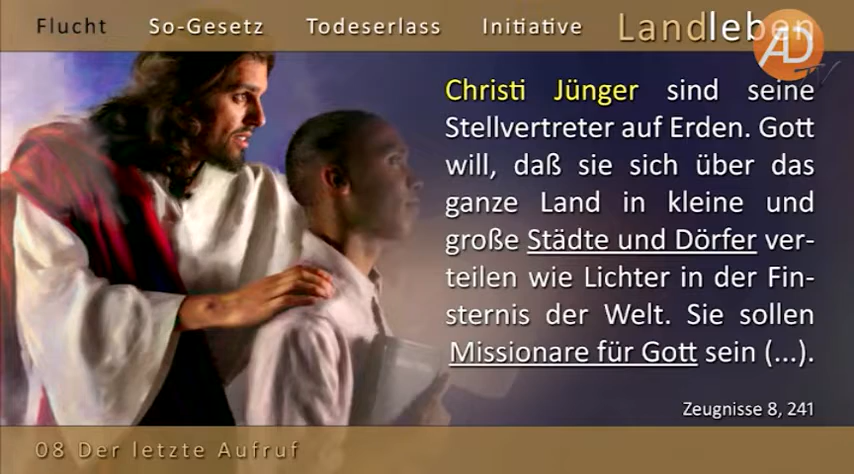 Flucht So-Gesetz Todeserlass Initiative Landleben
AD
TV
Christi Jünger sind seine
Stellvertreter auf Erden. Gott
will, daß sie sich über das
ganze Land in kleine und
große Städte und Dörfer ver-
teilen wie Lichter in der Fin-
sternis der Welt. Sie sollen
Missionare für Gott sein (...).
Zeugnisse 8, 241
08 Der letzte Aufruf